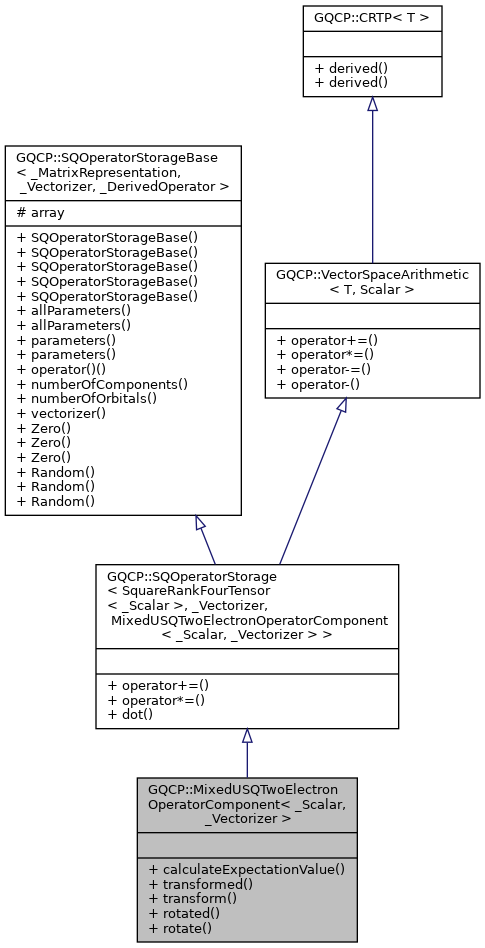 GQCP::CRTP< T >
+ derived()
+ derived()
GQCP::SQOperatorStorageBase
< _MatrixRepresentation,
_Vectorizer, _DerivedOperator >
# array
+ SQOperatorStorageBase()
+ SQOperatorStorageBase()
+ SQOperatorStorageBase()
+ SQOperatorStorageBase()
+ SQOperatorStorageBase()
+ allParameters()
+ allParameters()
+ parameters()
+ parameters()
+ operator()()
+ numberOfComponents()
+ numberOfOrbitals()
+ vectorizer()
+ Zero()
+ Zero()
+ Zero()
+ Random()
+ Random()
+ Random()
GQCP::VectorSpaceArithmetic
< T, Scalar >
+ operator+=()
+ operator*=()
+ operator-=()
+ operator-()
GQCP::SQOperatorStorage
< SquareRankFourTensor
< _Scalar >, _Vectorizer,
MixedUSQTwoElectronOperatorComponent
< _Scalar, _Vectorizer > >
+ operator+=()
+ operator*=()
+ dot()
GQCP::MixedUSQTwoElectron
OperatorComponent< _Scalar,
_Vectorizer >
+ calculateExpectationValue()
+ transformed()
+ transform()
+ rotated()
+ rotate()